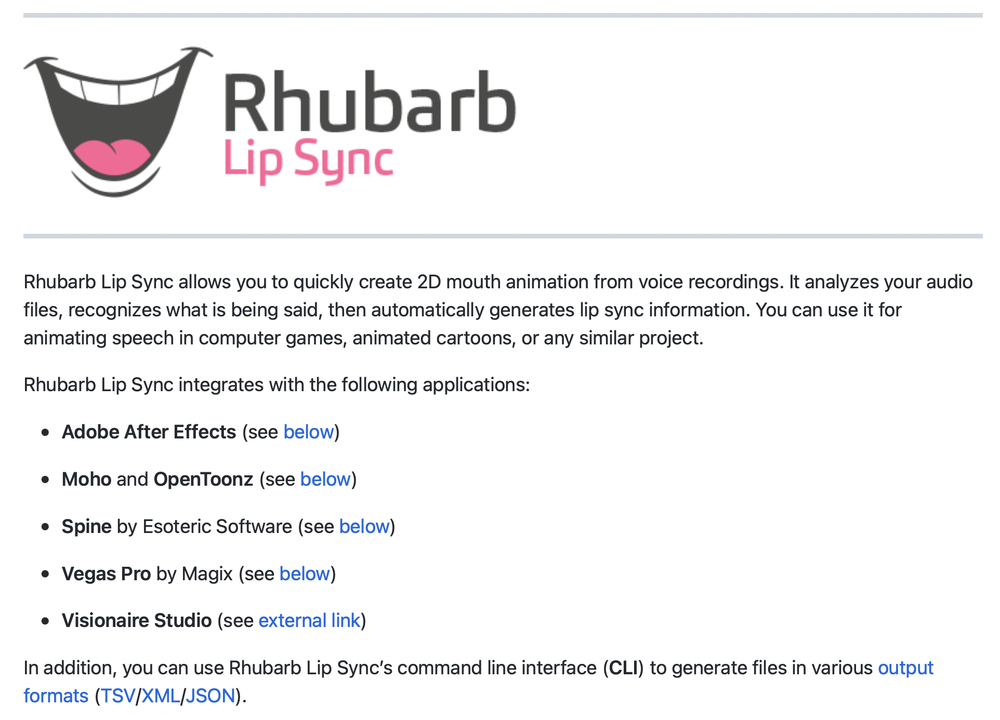 Rhubarb
Lip Sync
Rhubarb Lip Sync allows you to quickly create 2D mouth animation from voice recordings. It analyzes your audio
files, recognizes what is being said, then automatically generates lip sync information. You can use it for
animating speech in computer games, animated cartoons, or any similar project.
Rhubarb Lip Sync integrates with the following applications:
• Adobe After Effects (see below)
• Moho and OpenToonz (see below)
• Spine by Esoteric Software (see below)
• Vegas Pro by Magix (see below)
• Visionaire Studio (see external link)
In addition, you can use Rhubarb Lip Sync’s command line interface (CLI) to generate files in various output
formats (TSV/XML/JSON).